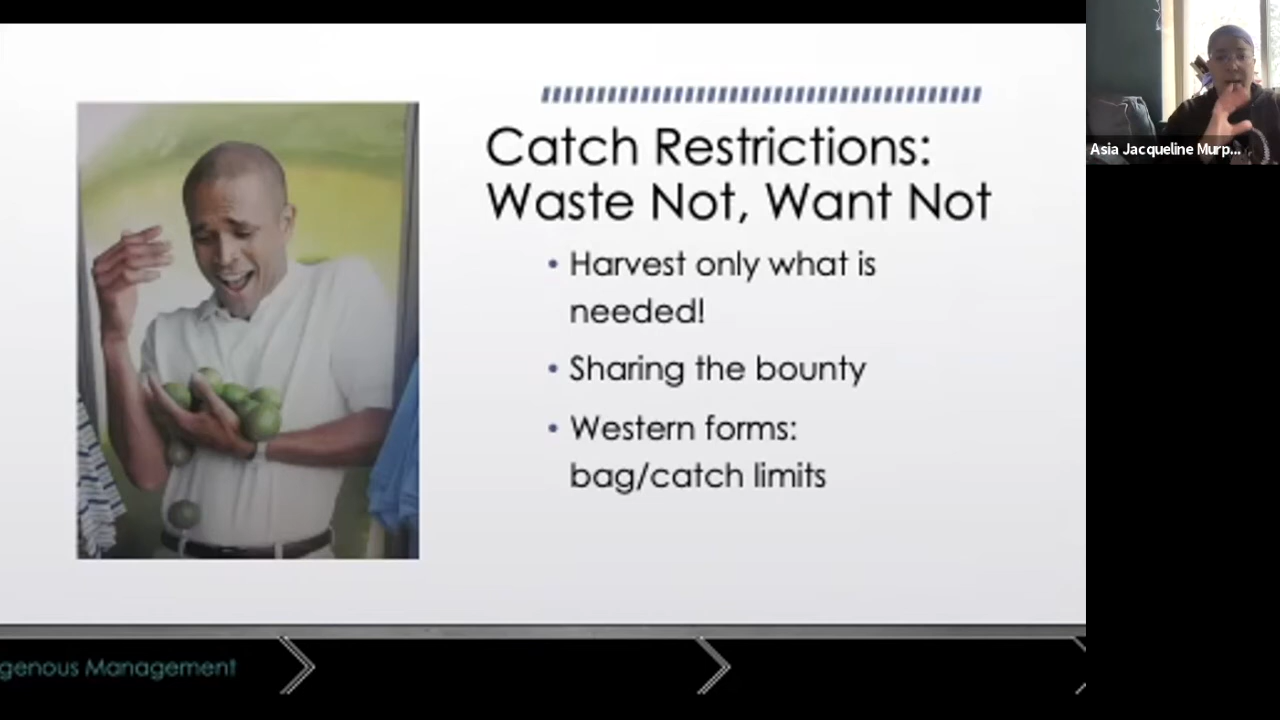 Catch Restrictions:
Waste Not, Want Not
• Harvest only what is
needed!
• Sharing the bounty
• Western forms:
bag/catch limits
Asia Jacqueline Murp...
genous Management